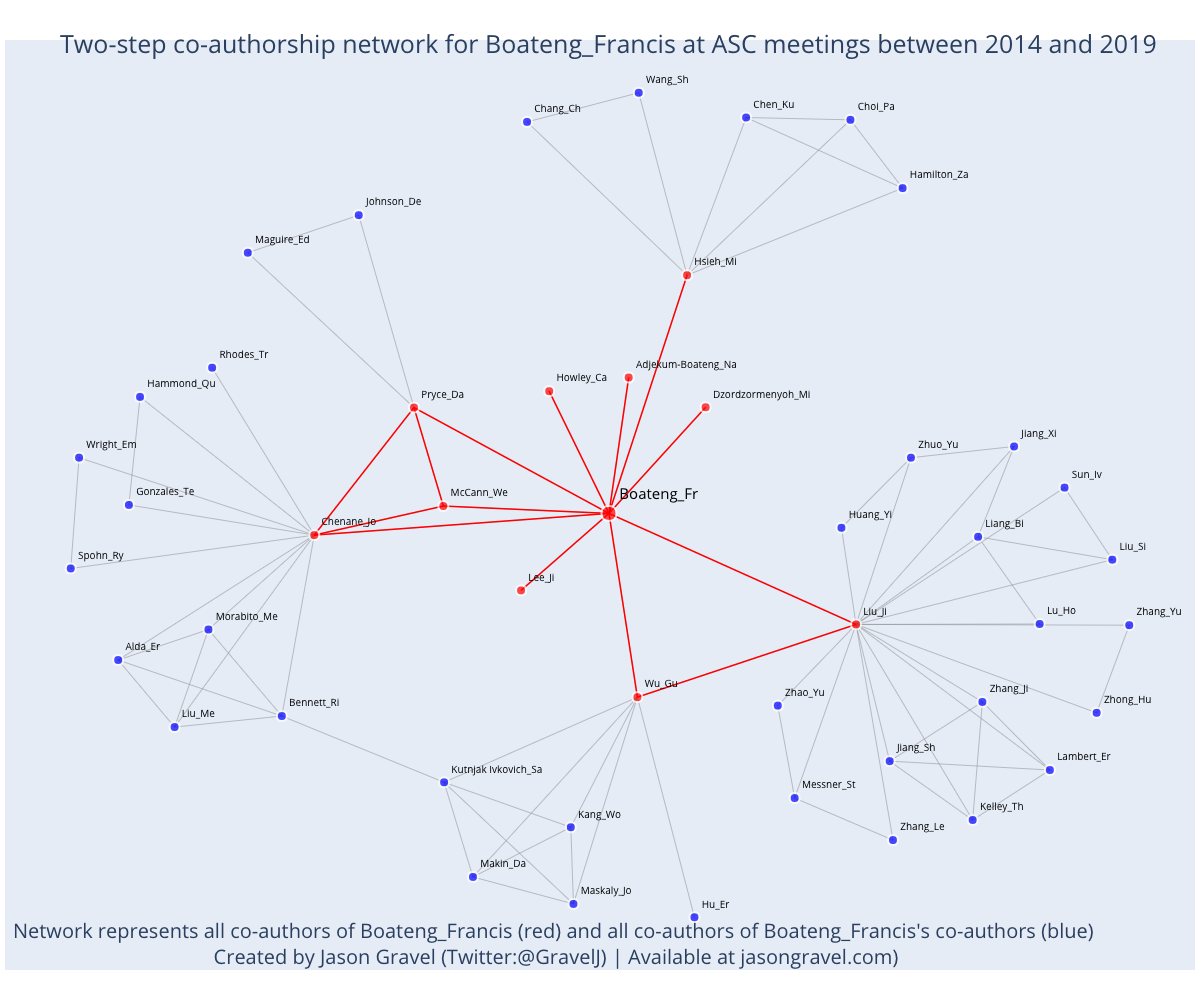 Two-step co-authorship network for Boateng_Francis at ASC meetings between 2014 and 2019
Wang_Sh
Chang_Ch
Chen_Ku
Choi_Pa
Hamilton_Za
Johnson_De
Maguire_Ed
Hsieh_Mi
Rhodes_Tr
Adjekum-Boateng_Na
Howley_Ca
Hammond_Qu
Pryce_Da
Dzordzormenyoh_Mi
Jiang_Xi
Wright_Em
Zhuo_Yu
Sun_Iv
Gonzales_Te
McCann_We
Boateng_Fr
Huang_Yi
Chenane_Jo
Liang_Bi
Liu_Si
Spohn_Ry
Lee_Ji
Morabito_Me
Liu_Ji
Lu_Ho
Zhang_Yu
Alda_Er
Wu_Gu
Bennett_Ri
Zhao_Yu
Zhang_Ji
Zhong_Hu
Liu_Me
Jiang_Sh
Lambert_Er
Kutnjak Ivkovich_Sa
Messner_St
Kelley_Th
Kang_Wo
Zhang_Le
Makin_Da
Maskaly_Jo
Hu_Er
Network represents all co-authors of Boateng_Francis (red) and all co-authors of Boateng_Francis's co-authors (blue)
Created by Jason Gravel (Twitter:@GravelJ) | Available at jasongravel.com)